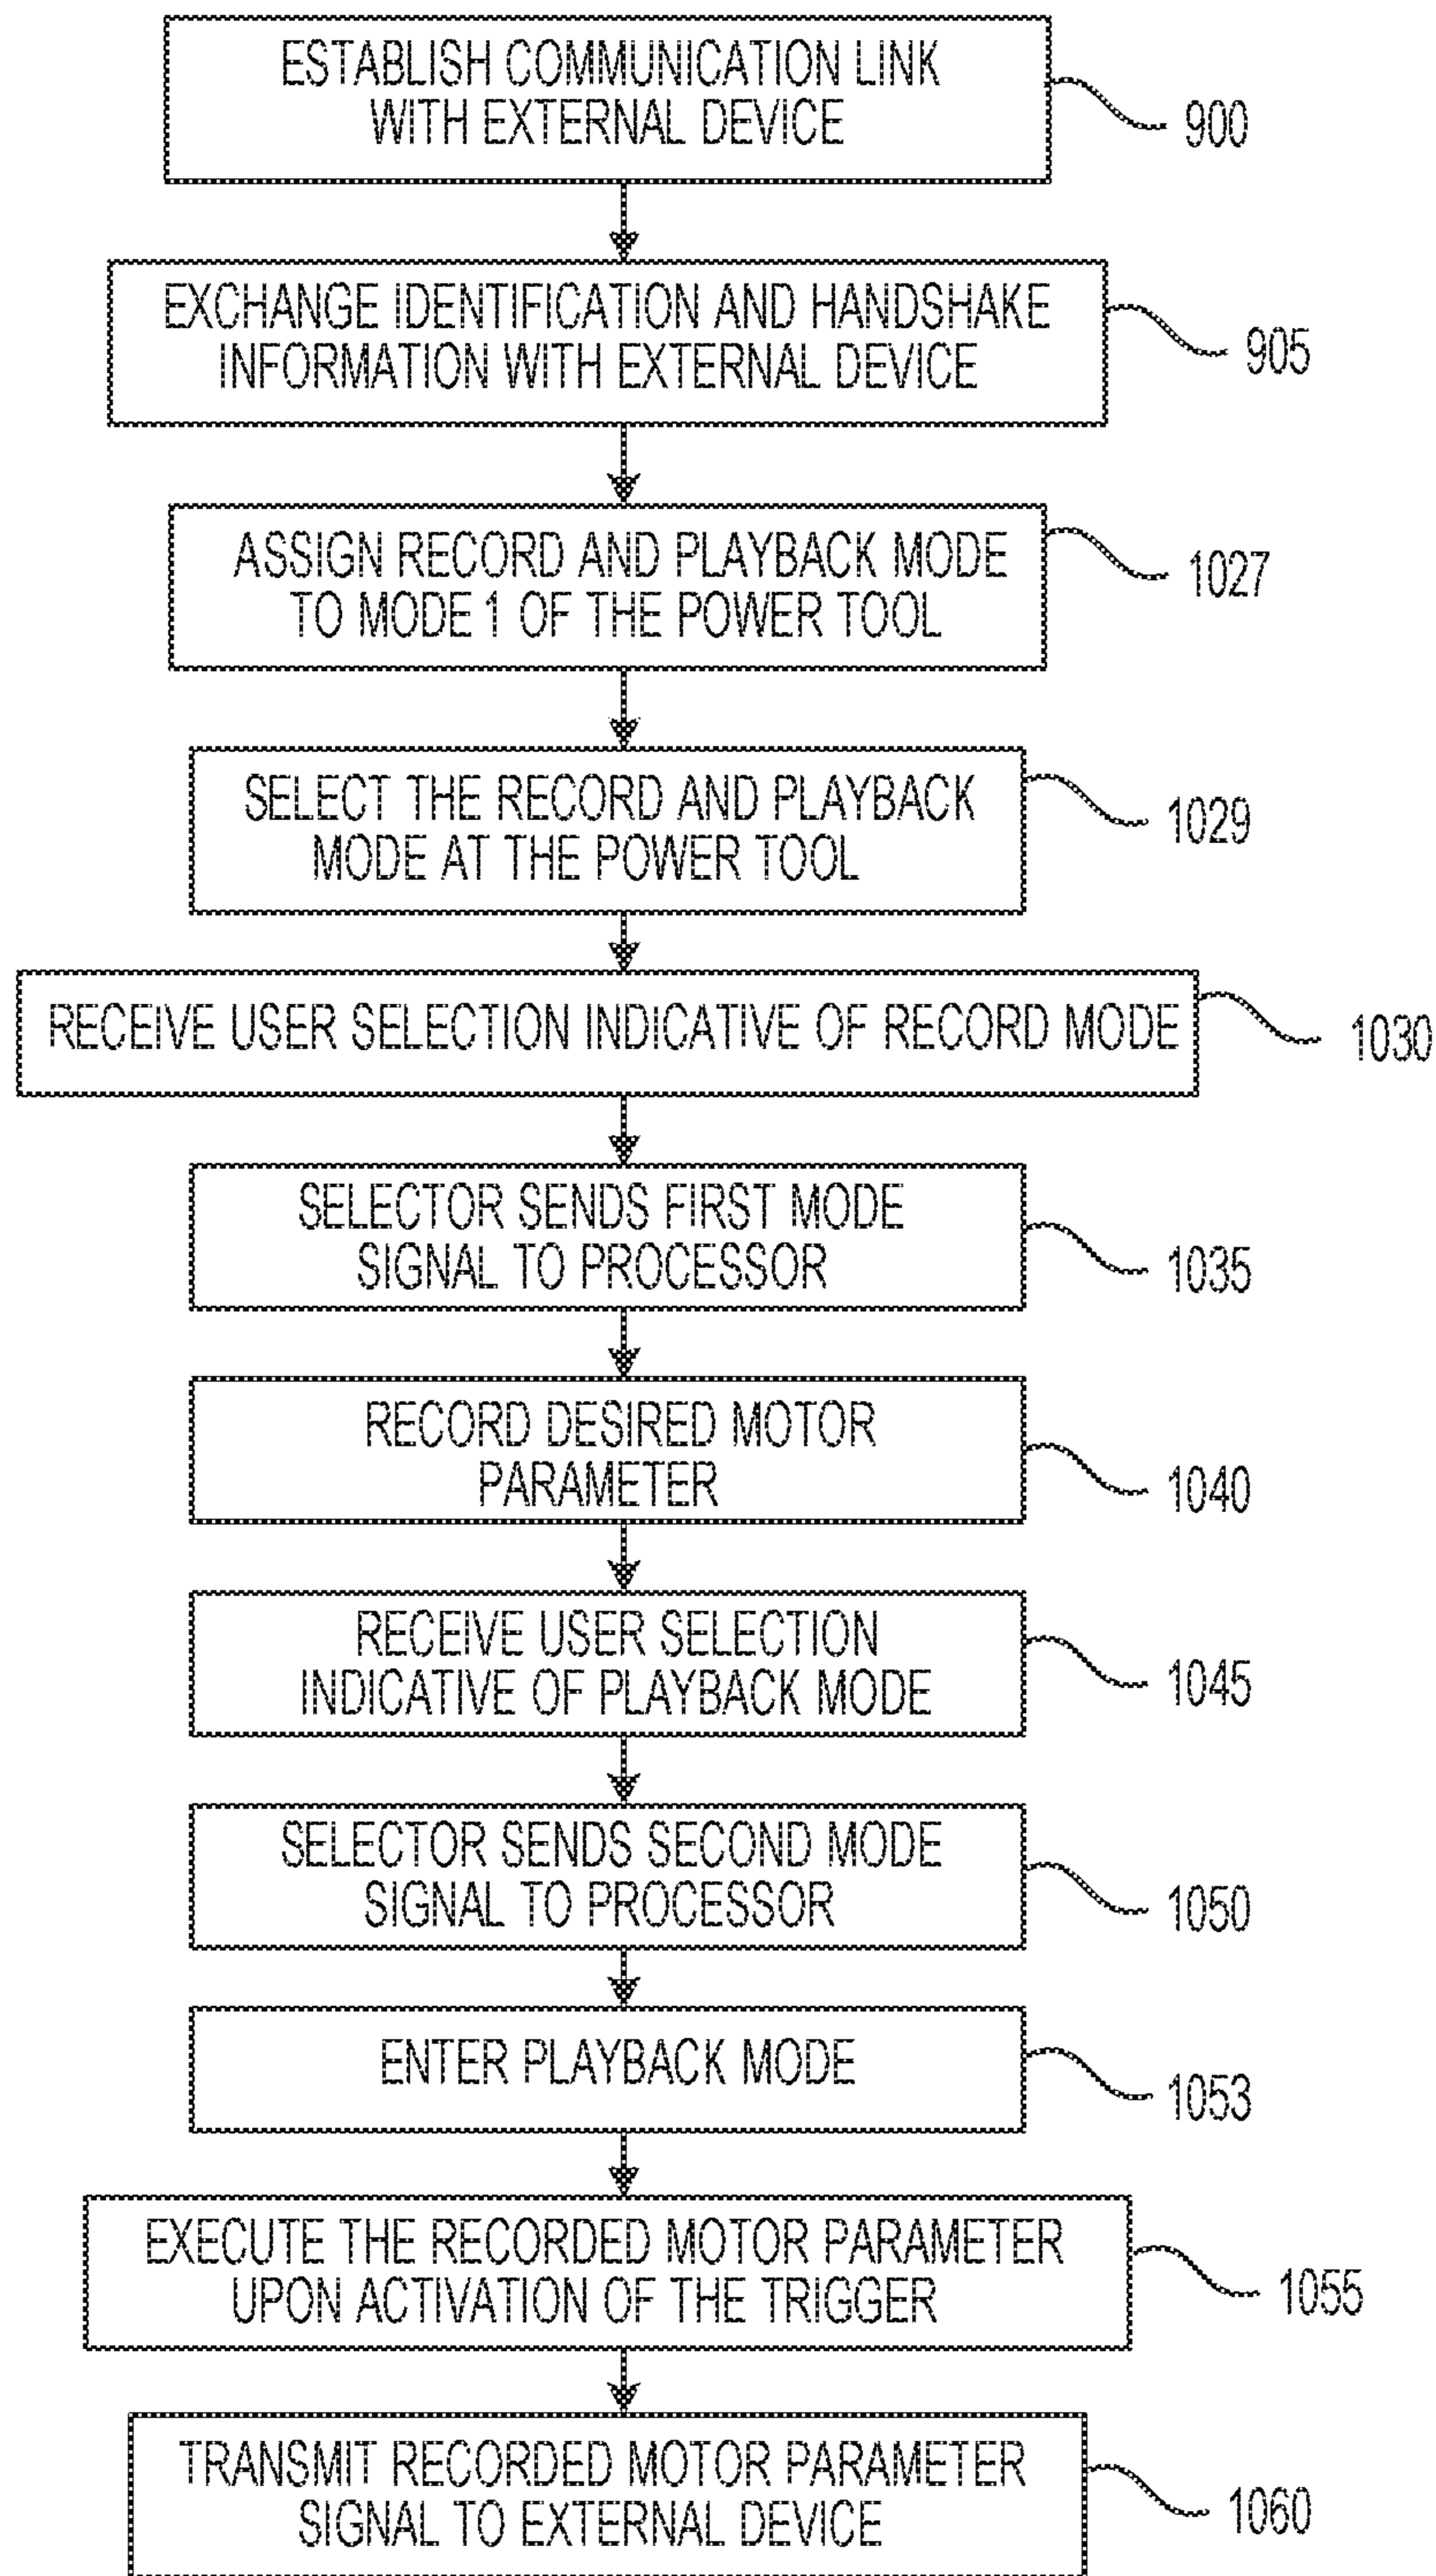 ESTABLISH COMMUNICATION LINK
WITH EXTERNAL DEVICE
900
EXCHANGE IDENTIFICATION AND HANDSHAKE
INFORMATION WITH EXTERNAL DEVICE
905
ASSIGN RECORD AND PLAYBACK MODE
TO MODE 1 OF THE POWER TOOL
1027
SELECT THE RECORD AND PLAYBACK
MODE AT THE POWER TOOL
1029
RECEIVE USER SELECTION INDICATIVE OF RECORD MODE
1030
SELECTOR SENDS FIRST MODE
SIGNAL TO PROCESSOR
1035
RECORD DESIRED MOTOR
PARAMETER
1040
RECEIVE USER SELECTION
INDICATIVE OF PLAYBACK MODE
1045
SELECTOR SENDS SECOND MODE
SIGNAL TO PROCESSOR
1050
ENTER PLAYBACK MODE
1053
EXECUTE THE RECORDED MOTOR PARAMETER
UPON ACTIVATION OF THE TRIGGER
1055
TRANSMIT RECORDED MOTOR PARAMETER
SIGNAL TO EXTERNAL DEVICE
1060